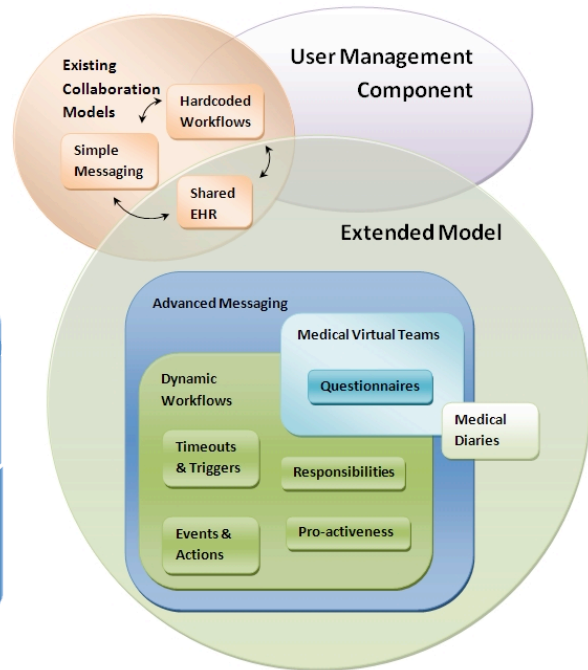 Existing
Collaboration
Models
Hardcoded
Workflows
Simple
Messaging
Shared
EHR
User Management
Component
Extended Model
Advanced Messaging
Medical Virtual Teams
Questionnaires
Medical
Diaries
Dynamic
Workflows
Timeouts
& Triggers
Responsibilities
Events &
Actions
Pro-activeness